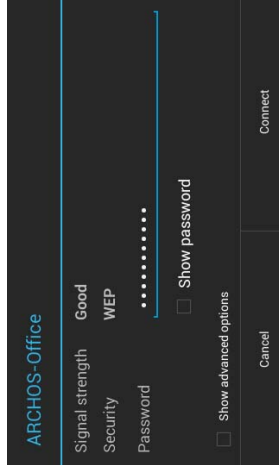 ARCHOS-Office
Signal strength Good
Security WEP
Password ••••••••••••
Show password
Show advanced options
Cancel Connect